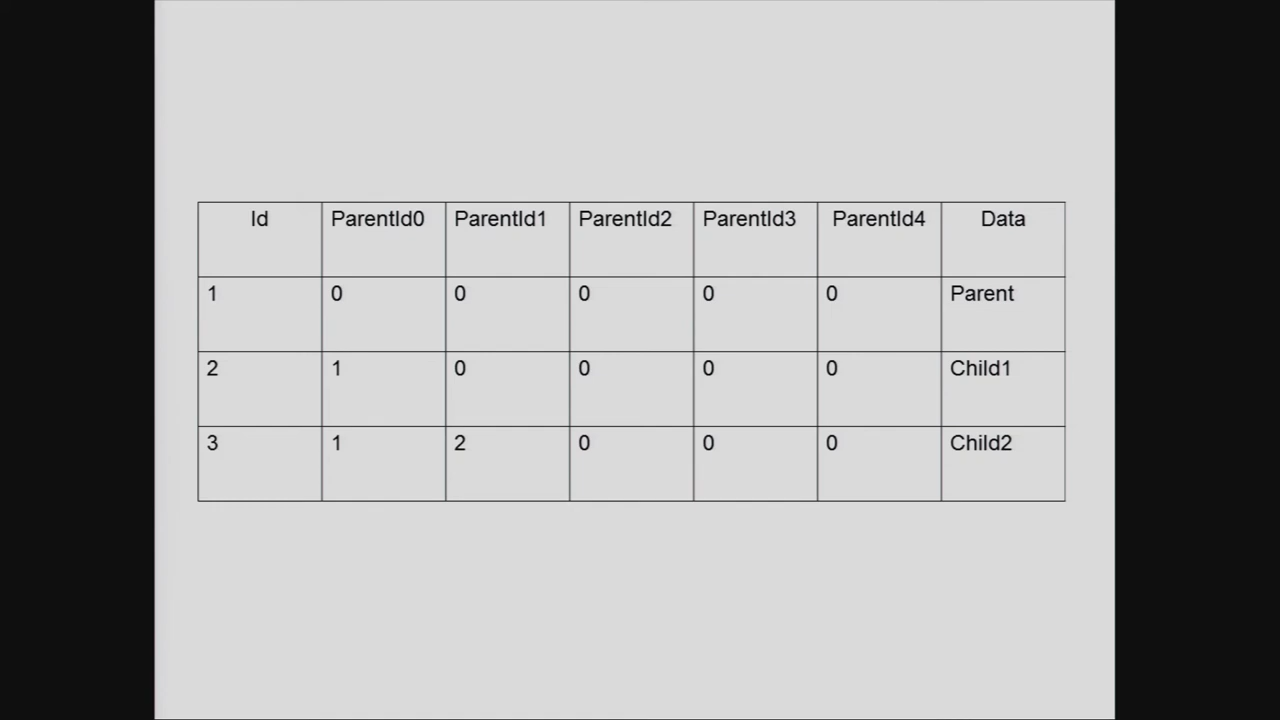 Id ParentId0 ParentId1 ParentId2 ParentId3 ParentId4 Data
1 0 0 0 0 0 Parent
2 1 0 0 0 0 Child1
3 1 2 0 0 0 Child2